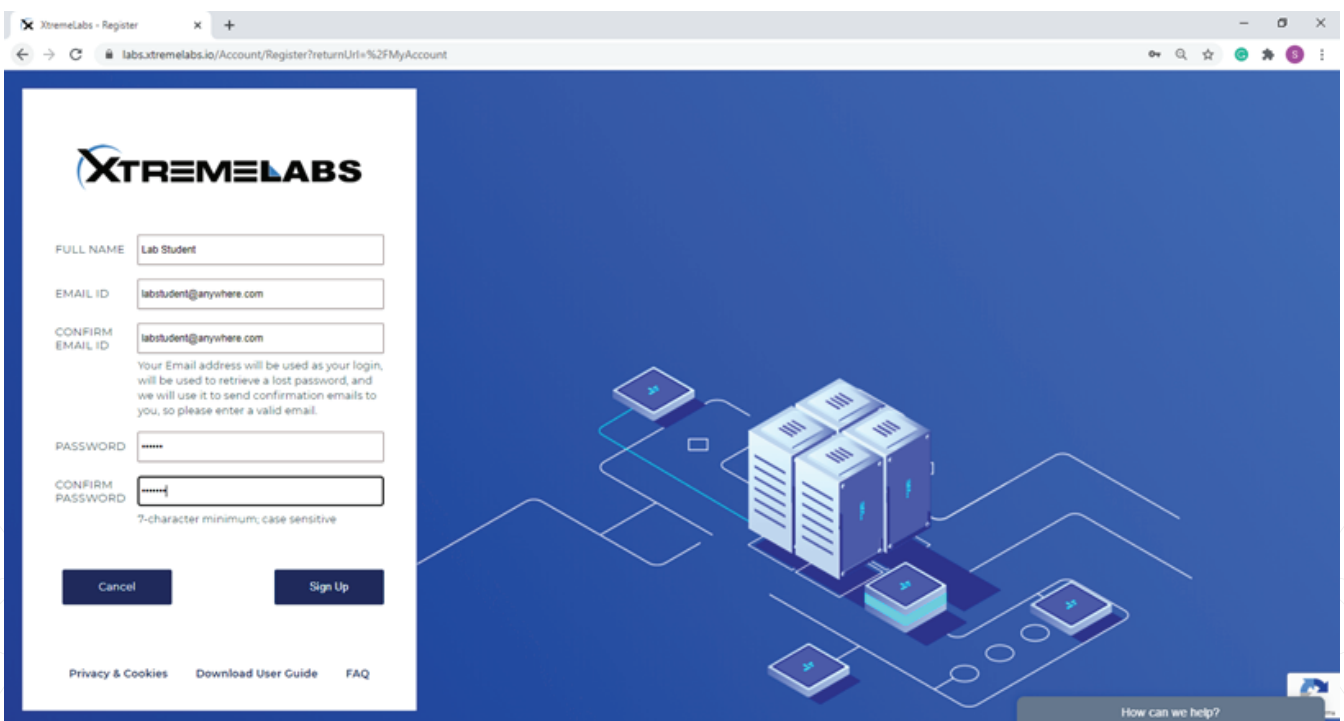 XtremeLabs - Register
labs.xtremelabs.io/Account/Register?returnUrl=%2FMyAccount
S
XTREMELABS
FULL NAME Lab Student
EMAIL ID labstudent@anywhere.com
CONFIRM
EMAIL ID
labstudent@anywhere.com
Your Email address will be used as your login,
will be used to retrieve a lost password, and
we will use it to send confirmation emails to
you, so please enter a valid email.
PASSWORD ••••••
CONFIRM
PASSWORD
•••••••
7-character minimum; case sensitive
Cancel Sign Up
Privacy & Cookies Download User Guide FAQ
How can we help?